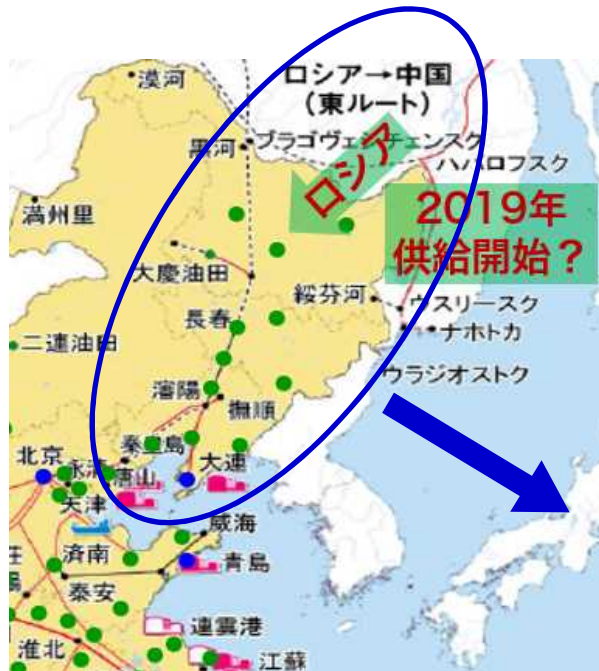 漠河
ロシア→中国
(東ルート)
ブラゴヴェシチェンスク
黒河
ロシア
ハバロフスク
満州里
2019年
供給開始？
大慶油田
綏芬河
ウスリースク
長春
ナホトカ
二連油田
ウラジオストク
瀋陽
撫順
秦皇島
北京
永清
唐山
大連
天津
威海
済南
青島
泰安
連雲港
淮北
江蘇